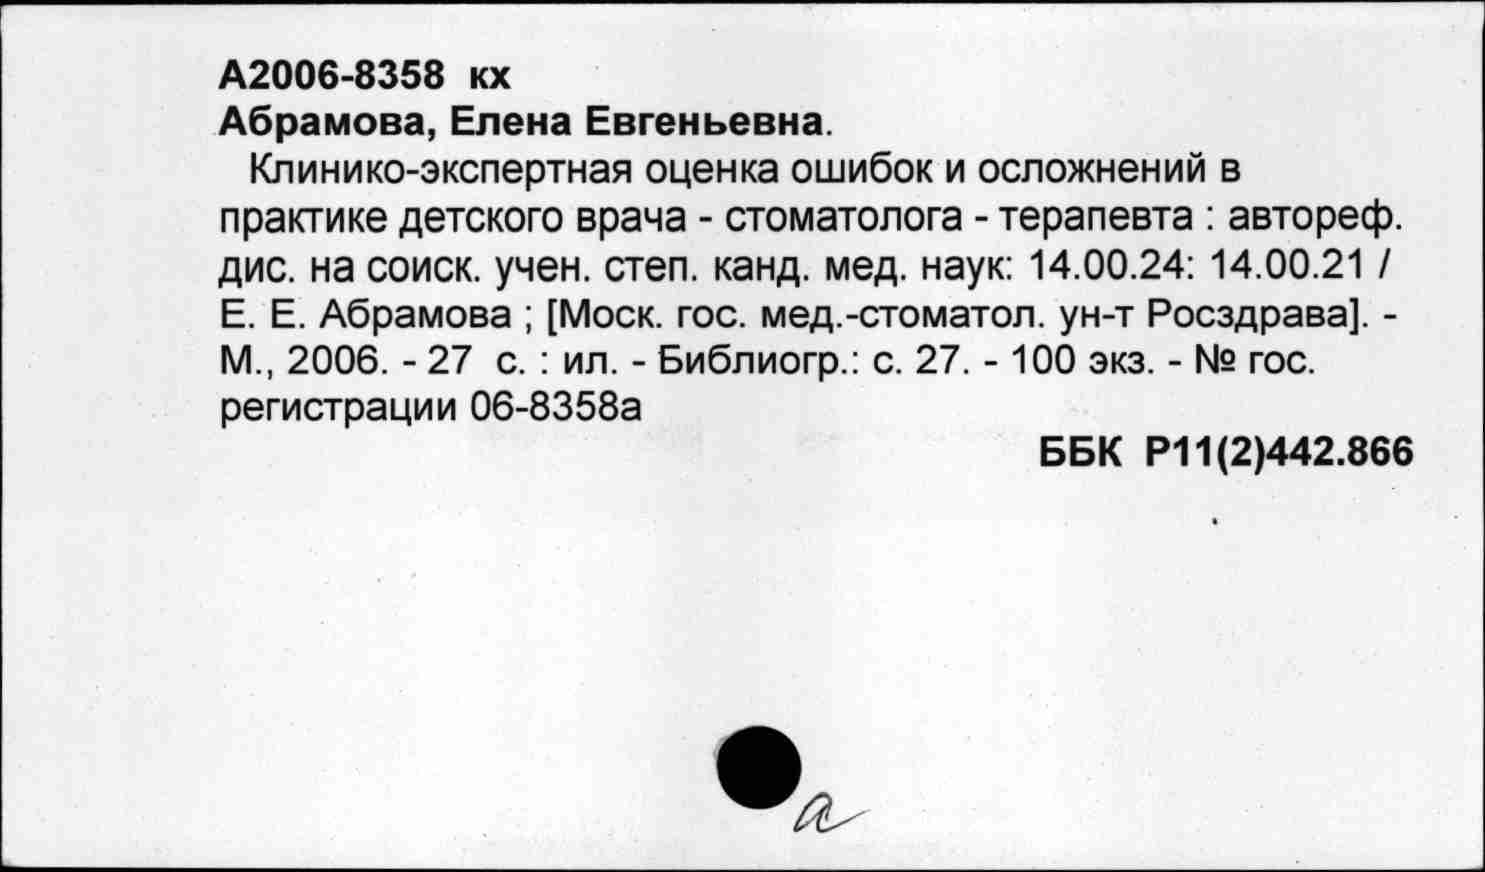 А2006-8358 кх
Абрамова, Елена Евгеньевна.
Клинико-экспертная оценка ошибок и осложнений в
практике детского врача - стоматолога - терапевта : автореф.
дис. на соиск. учен. степ. канд. мед. наук: 14.00.24: 14.00.21 /
Е. Е. Абрамова ; [Моск. гос. мед.-стоматол. ун-т Росздрава]. -
М., 2006. - 27 с. : ил. - Библиогр.: с. 27. - 100 экз. - № гос.
регистрации 06-8358а
ББК Р11(2)442.866
а